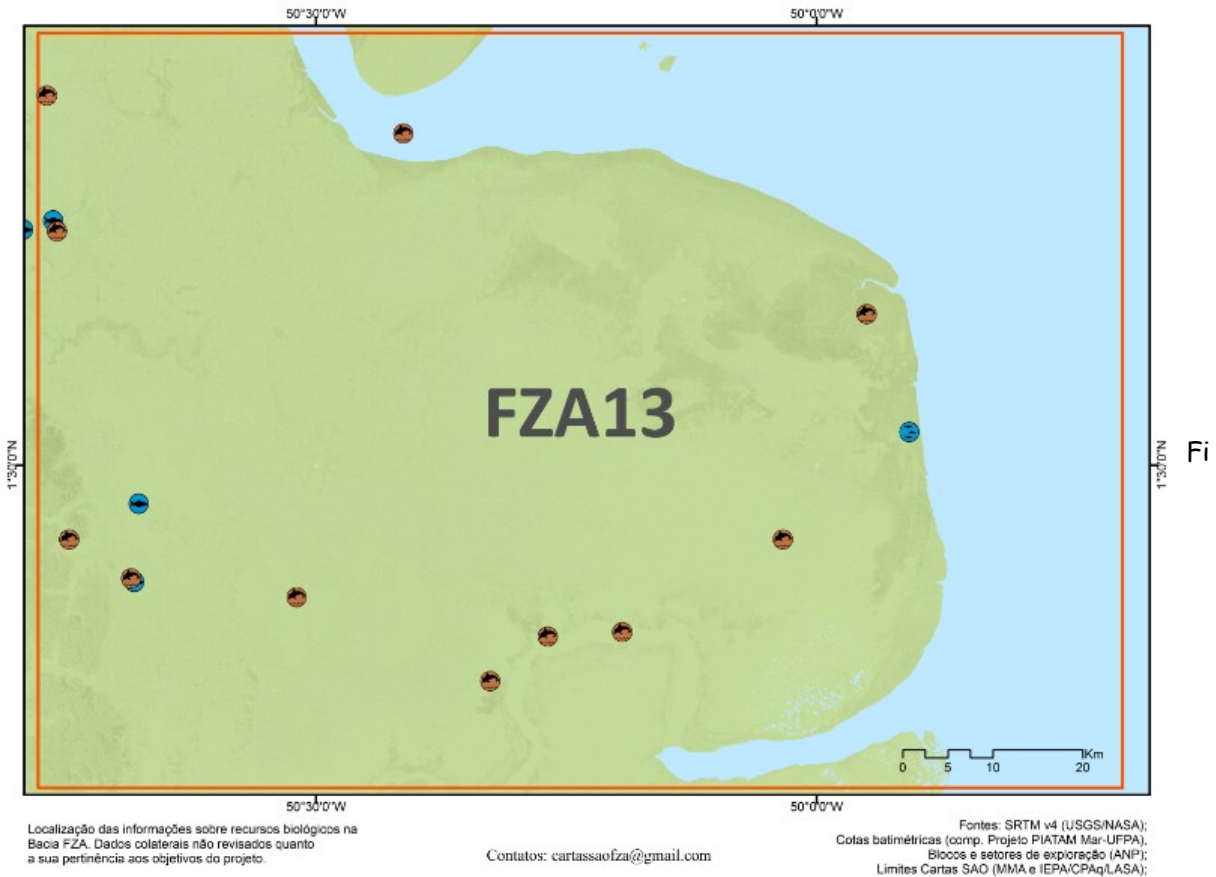 50°30'0"W
50°0'0"W
FZA13
1°30'0"N
1°30'0"N
Fi
Km
0 5 10 20
50°30'0"W
50°0'0"W
Localização das informações sobre recursos biológicos na
Bacia FZA. Dados colaterais não revisados quanto
a sua pertinência aos objetivos do projeto.
Contatos: cartassaofza@gmail.com
Fontes: SRTM v4 (USGS/NASA);
Cotas batimétricas (comp. Projeto PIATAM Mar-UFPA),
Blocos e setores de exploração (ANP);
Limites Cartas SAO (MMA e IEPA/CPAq/LASA);